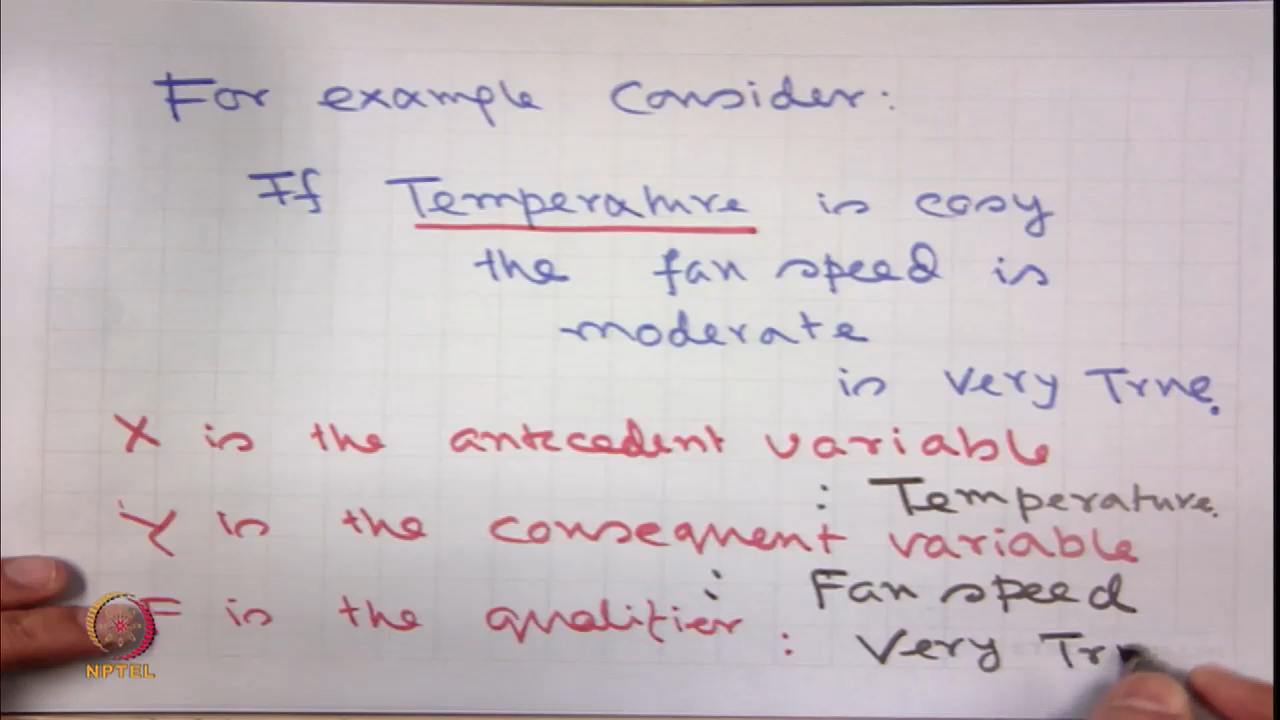 For example Consider:
If Temperature is cosy
the fan speed is
moderate
is very True.
X is the antecedent variable
: Temperature.
Y is the consequent variable
: Fan speed
F is the qualifier : Very Tru
NPTEL